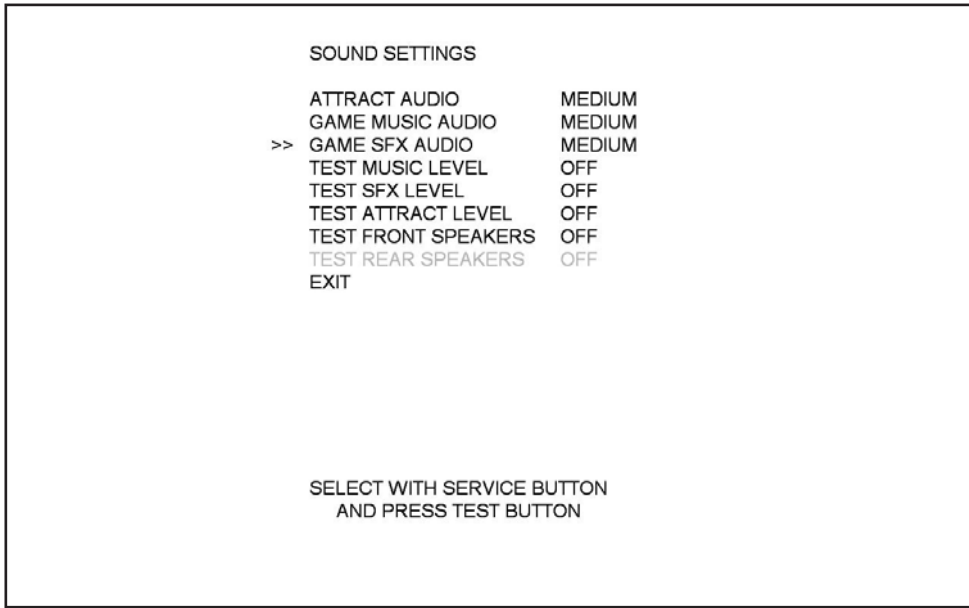 SOUND SETTINGS
ATTRACT AUDIO MEDIUM
GAME MUSIC AUDIO MEDIUM
>> GAME SFX AUDIO MEDIUM
TEST MUSIC LEVEL OFF
TEST SFX LEVEL OFF
TEST ATTRACT LEVEL OFF
TEST FRONT SPEAKERS OFF
TEST REAR SPEAKERS OFF
EXIT
SELECT WITH SERVICE BUTTON
AND PRESS TEST BUTTON